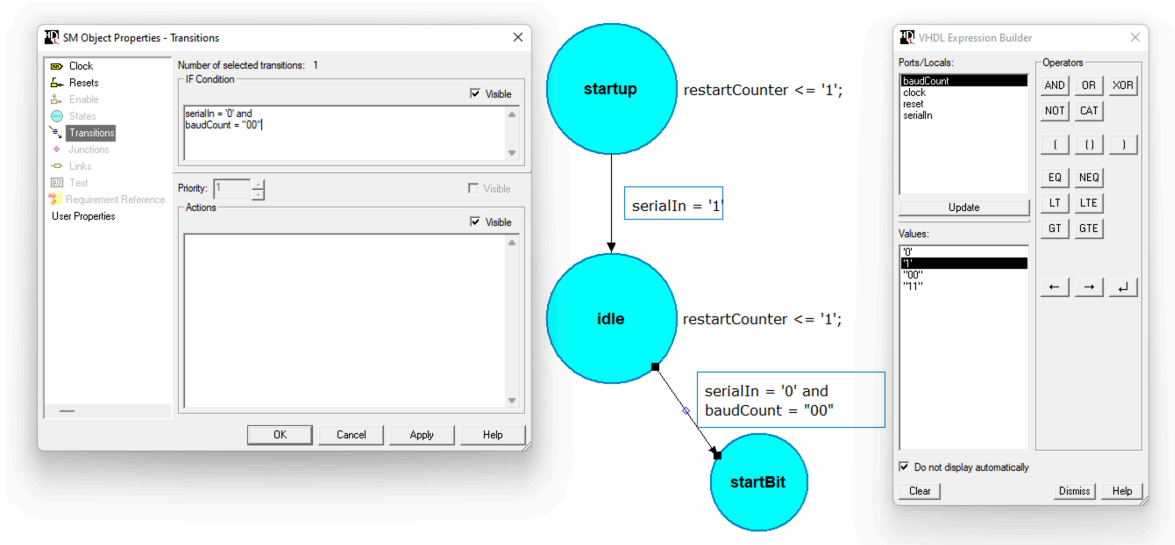 SM Object Properties - Transitions
Clock
Resets
Enable
States
Transitions
Junctions
Links
Text
Requirement Reference
User Properties
Number of selected transitions: 1
IF Condition
Visible
serialIn = '0' and
baudCount = "00"
Priority: 1
Visible
Actions
Visible
OK
Cancel
Apply
Help
startup
restartCounter <= '1';
serialIn = '1'
idle
restartCounter <= '1';
serialIn = '0' and
baudCount = "00"
startBit
VHDL Expression Builder
Ports/Locals:
baudCount
clock
reset
serialIn
Update
Values:
'0'
'1'
"00"
"11"
Operators
AND OR XOR
NOT CAT
( () )
EQ NEQ
LT LTE
GT GTE
← → ↵
Do not display automatically
Clear
Dismiss
Help